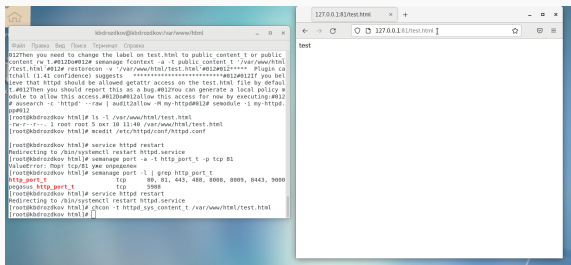 kbdrozdkov@kbdrozdkov:/var/www/html
Файл Правка Вид Поиск Терминал Справка
012Then you need to change the label on test.html to public_content_t or public_
content_rw_t.#012Do#012# semanage fcontext -a -t public_content_t '/var/www/html
/test.html'#012# restorecon -v '/var/www/html/test.html'#012#012***** Plugin ca
tchall (1.41 confidence) suggests **************************#012#012If you bel
ieve that httpd should be allowed getattr access on the test.html file by defaul
t.#012Then you should report this as a bug.#012You can generate a local policy m
odule to allow this access.#012Do#012allow this access for now by executing:#012
# ausearch -c 'httpd' --raw | audit2allow -M my-httpd#012# semodule -i my-httpd.
pp#012
[root@kbdrozdkov html]# ls -l /var/www/html/test.html
-rw-r--r--. 1 root root 5 окт 10 11:40 /var/www/html/test.html
[root@kbdrozdkov html]# mcedit /etc/httpd/conf/httpd.conf
[root@kbdrozdkov html]# service httpd restart
Redirecting to /bin/systemctl restart httpd.service
[root@kbdrozdkov html]# semanage port -a -t http_port_t -p tcp 81
ValueError: Порт tcp/81 уже определен
[root@kbdrozdkov html]# semanage port -l | grep http_port_t
http_port_t tcp 80, 81, 443, 488, 8008, 8009, 8443, 9000
pegasus_http_port_t tcp 5988
[root@kbdrozdkov html]# service httpd restart
Redirecting to /bin/systemctl restart httpd.service
[root@kbdrozdkov html]# chcon -t httpd_sys_content_t /var/www/html/test.html
[root@kbdrozdkov html]#
127.0.0.1:81/test.html
127.0.0.1:81/test.html
test